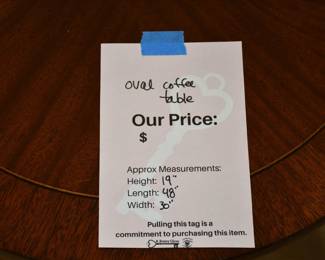 oval coffee
table
Our Price:
$
Approx Measurements:
Height: 19"
Length: 48"
Width: 30"
Pulling this tag is a
commitment to purchasing this item.